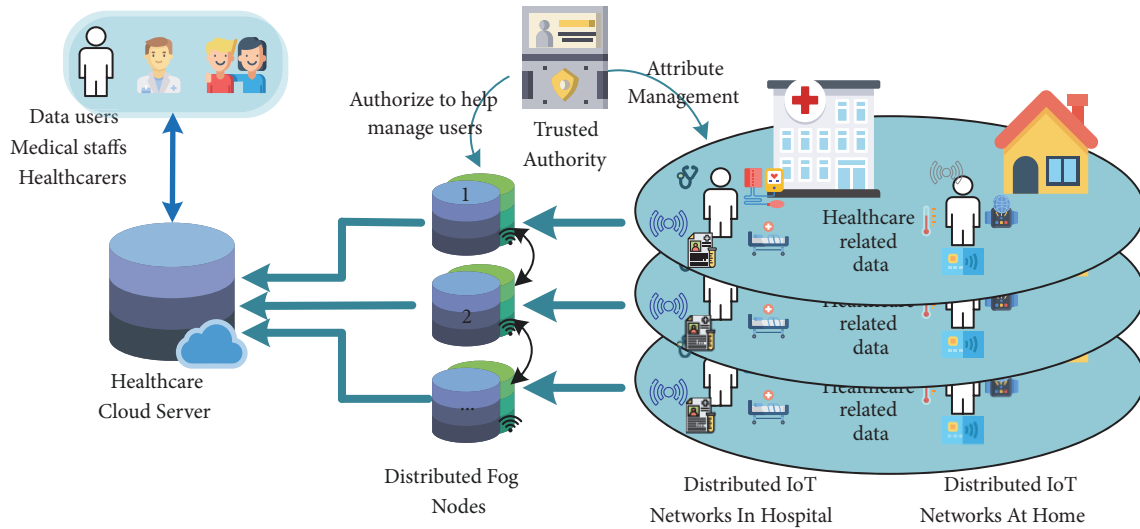 Data users
Medical staffs
Healthcarers
Authorize to help
manage users
Trusted
Authority
Attribute
Management
1
2
...
Healthcare
related
data
Healthcare
related
data
Healthcare
related
data
Healthcare
Cloud Server
Distributed Fog
Nodes
Distributed IoT
Networks In Hospital
Distributed IoT
Networks At Home